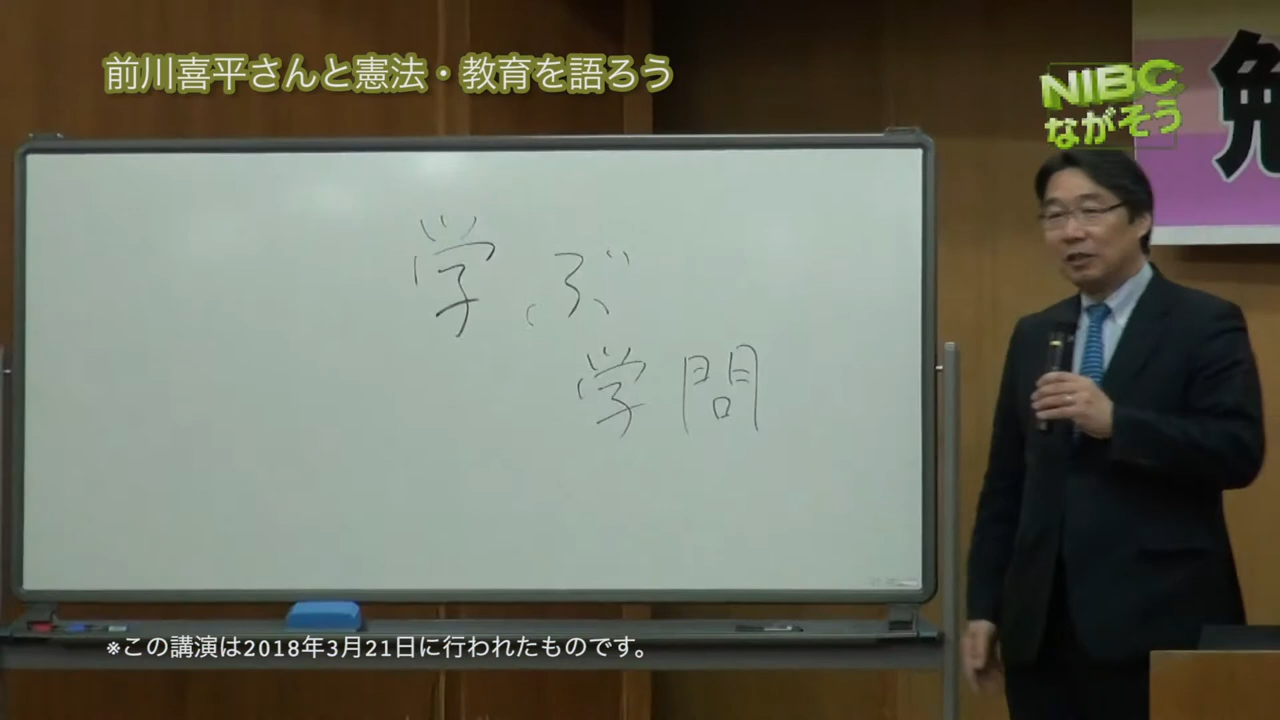 前川喜平さんと憲法・教育を語ろう
NIBC
ながそう
勉
学ぶ
学問
※この講演は2018年3月21日に行われたものです。